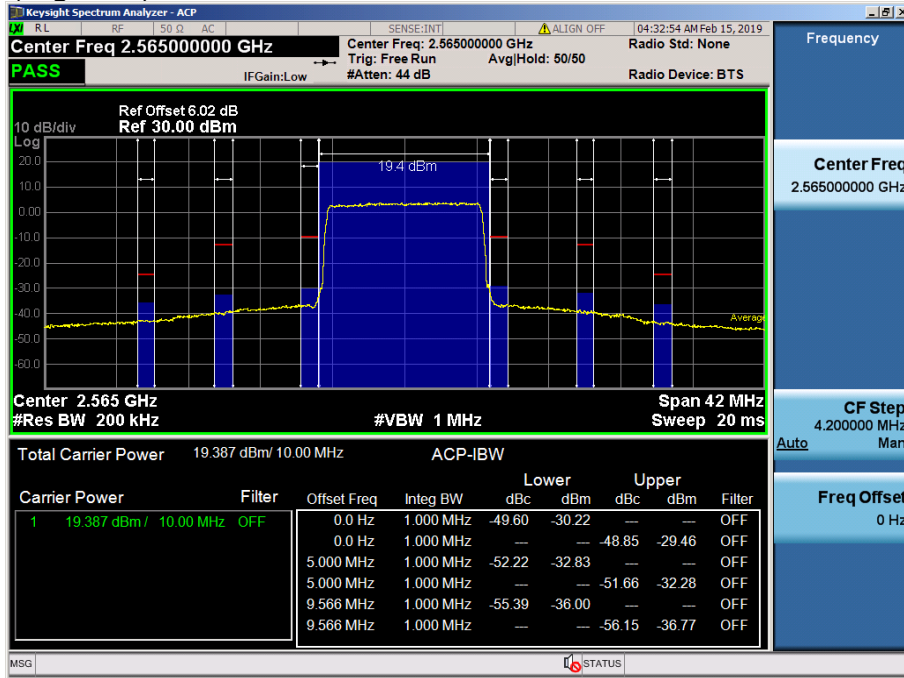 Keysight Spectrum Analyzer - ACP
LXI RL RF 50 Ω AC SENSE:INT ALIGN OFF 04:32:54 AM Feb 15, 2019
Center Freq 2.565000000 GHz Center Freq: 2.565000000 GHz Radio Std: None
Trig: Free Run Avg|Hold: 50/50
PASS IFGain:Low #Atten: 44 dB Radio Device: BTS
Ref Offset 6.02 dB
10 dB/div Ref 30.00 dBm
Log
20.0
19.4 dBm
10.0
0.00
-10.0
-20.0
-30.0
-40.0
Average
-50.0
-60.0
Center 2.565 GHz Span 42 MHz
#Res BW 200 kHz #VBW 1 MHz Sweep 20 ms
Total Carrier Power 19.387 dBm/ 10.00 MHz ACP-IBW
Lower Upper
Carrier Power Filter Offset Freq Integ BW dBc dBm dBc dBm Filter
1 19.387 dBm / 10.00 MHz OFF 0.0 Hz 1.000 MHz -49.60 -30.22 --- --- OFF
0.0 Hz 1.000 MHz --- --- -48.85 -29.46 OFF
5.000 MHz 1.000 MHz -52.22 -32.83 --- --- OFF
5.000 MHz 1.000 MHz --- --- -51.66 -32.28 OFF
9.566 MHz 1.000 MHz -55.39 -36.00 --- --- OFF
9.566 MHz 1.000 MHz --- --- -56.15 -36.77 OFF
MSG STATUS
Frequency
Center Freq
2.565000000 GHz
CF Step
4.200000 MHz
Auto Man
Freq Offset
0 Hz